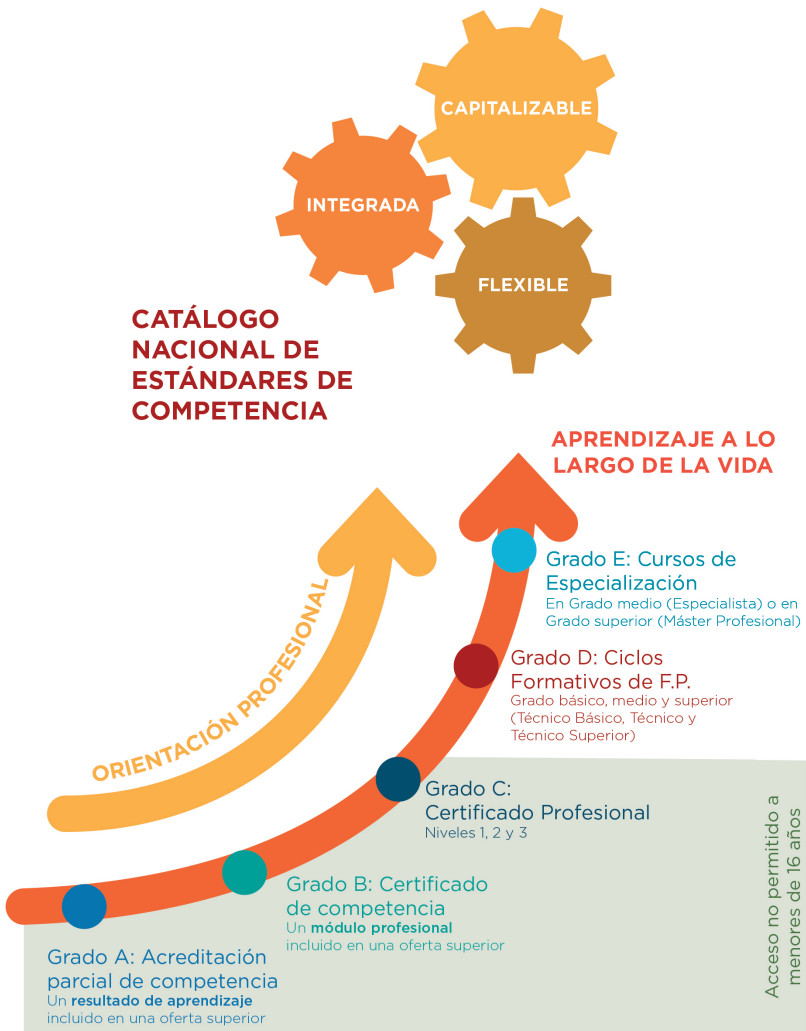 CAPITALIZABLE
INTEGRADA
FLEXIBLE
CATÁLOGO
NACIONAL DE
ESTÁNDARES DE
COMPETENCIA
APRENDIZAJE A LO
LARGO DE LA VIDA
ORIENTACIÓN PROFESIONAL
Grado E: Cursos de
Especialización
En Grado medio (Especialista) o en
Grado superior (Máster Profesional)
Grado D: Ciclos
Formativos de F.P.
Grado básico, medio y superior
(Técnico Básico, Técnico y
Técnico Superior)
Grado C:
Certificado Profesional
Niveles 1, 2 y 3
Grado B: Certificado
de competencia
Un módulo profesional
incluido en una oferta superior
Grado A: Acreditación
parcial de competencia
Un resultado de aprendizaje
incluido en una oferta superior
Acceso no permitido a
menores de 16 años